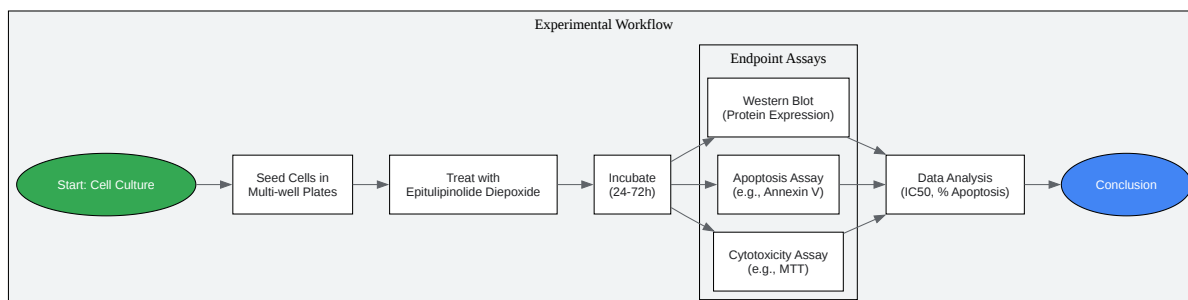 Experimental Workflow
Start: Cell Culture
Seed Cells in
Multi-well Plates
Treat with
Epitulipinolide Diepoxide
Incubate
(24-72h)
Endpoint Assays
Western Blot
(Protein Expression)
Apoptosis Assay
(e.g., Annexin V)
Cytotoxicity Assay
(e.g., MTT)
Data Analysis
(IC50, % Apoptosis)
Conclusion